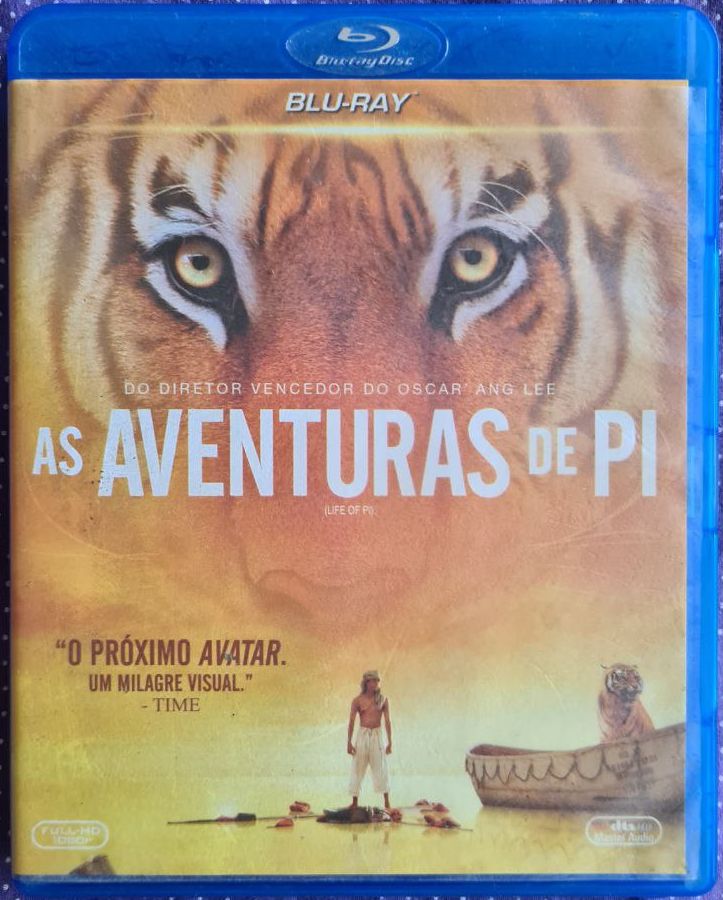 Blu-ray Disc
BLU-RAY™
DO DIRETOR VENCEDOR DO OSCAR® ANG LEE
AS AVENTURAS DE PI
(LIFE OF PI)
“O PRÓXIMO AVATAR.
UM MILAGRE VISUAL.”
- TIME
FULL-HD
1080P
dts-HD
Master Audio